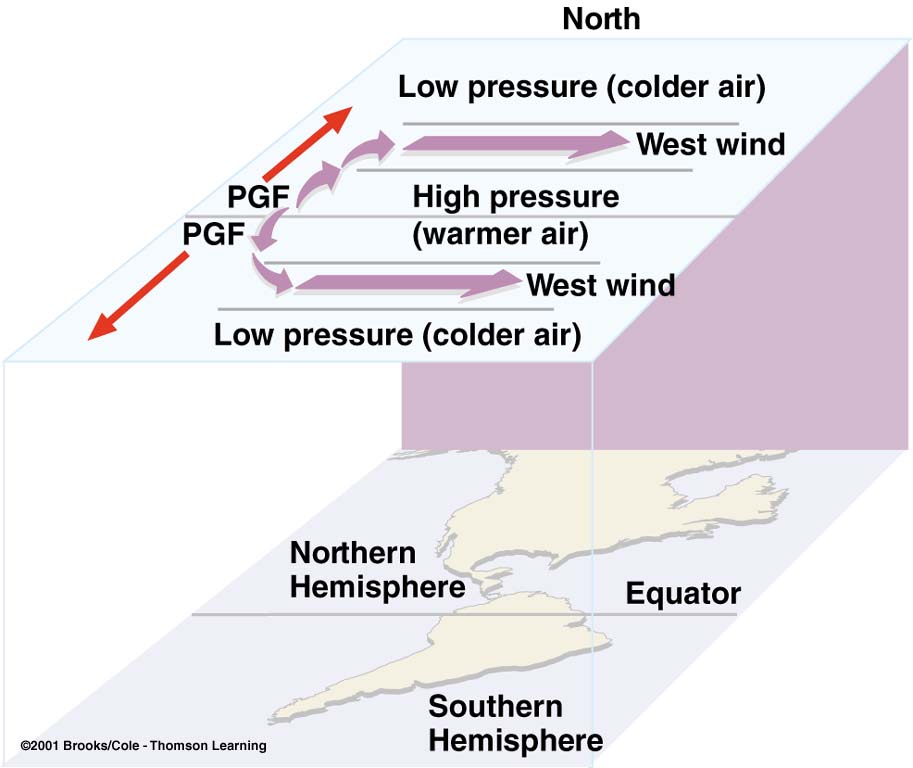 North
Low pressure (colder air)
West wind
PGF
High pressure
PGF
(warmer air)
West wind
Low pressure (colder air)
Northern
Hemisphere
Equator
Southern
Hemisphere
©2001 Brooks/Cole - Thomson Learning